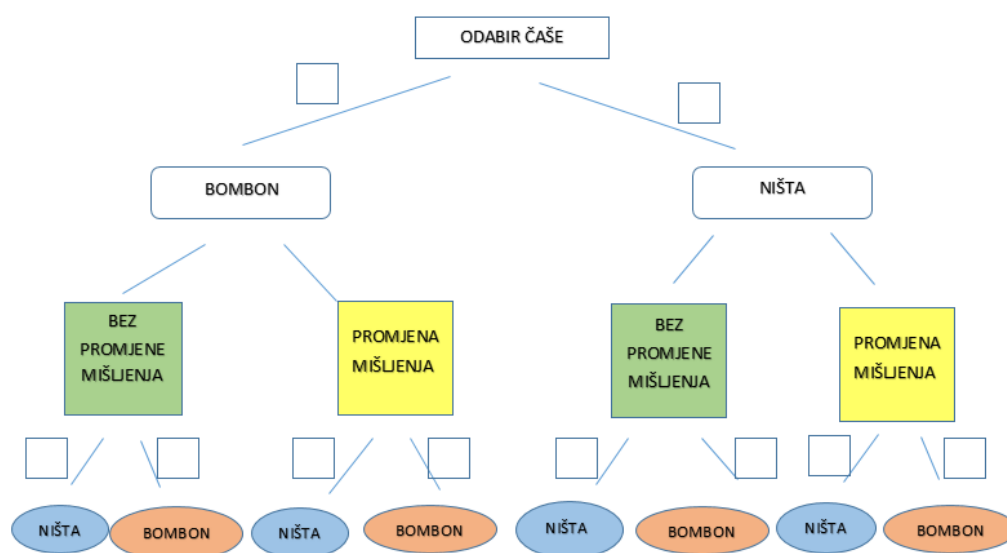 ODABIR ČAŠE
BOMBON
NIŠTA
BEZ
PROMJENE
MIŠLJENJA
PROMJENA
MIŠLJENJA
BEZ
PROMJENE
MIŠLJENJA
PROMJENA
MIŠLJENJA
NIŠTA
BOMBON
NIŠTA
BOMBON
NIŠTA
BOMBON
NIŠTA
BOMBON